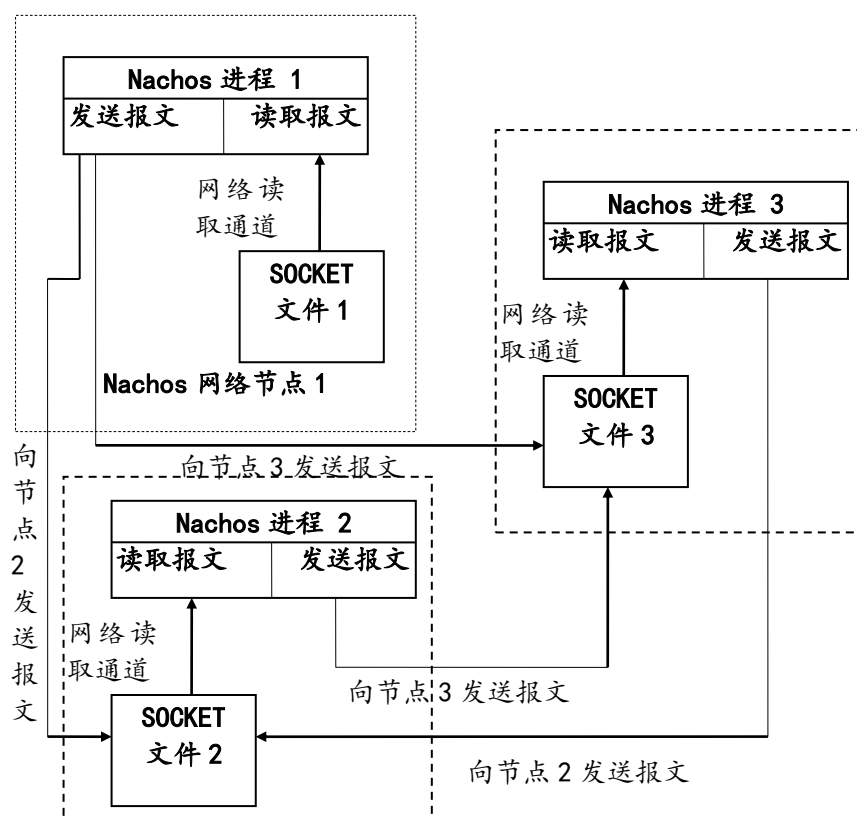 Nachos 进程 1
发送报文
读取报文
网络读
取通道
SOCKET
文件1
Nachos 网络节点1
Nachos 进程 3
读取报文
发送报文
网络读
取通道
SOCKET
文件3
向节点3发送报文
向节点2发送报文
Nachos 进程 2
读取报文
发送报文
网络读
取通道
SOCKET
文件2
向节点3发送报文
向节点2发送报文